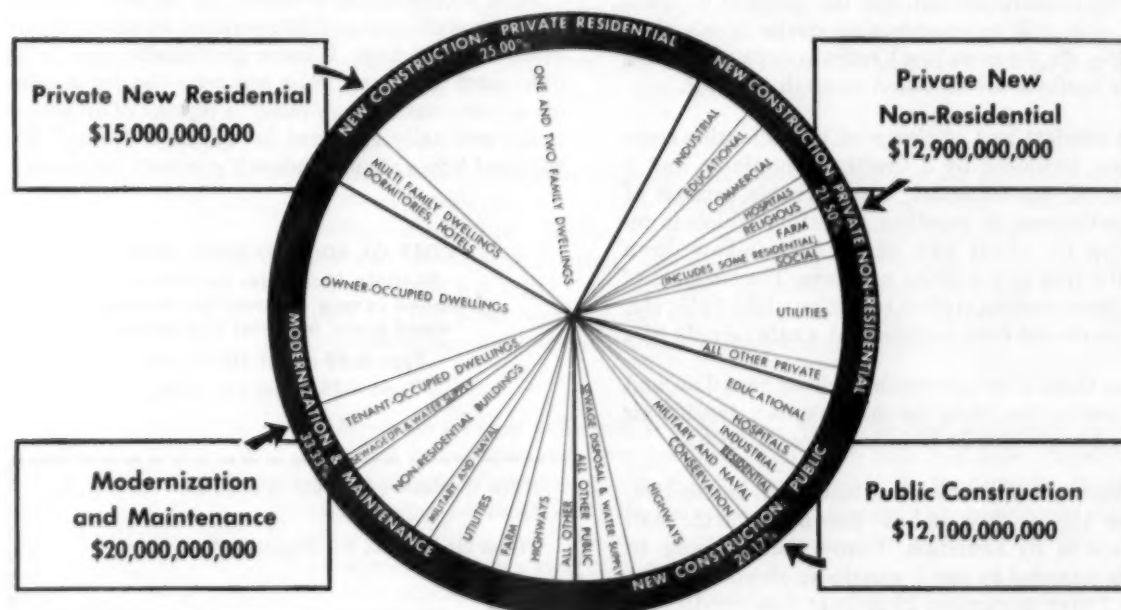 Private New Residential
$15,000,000,000
Private New
Non-Residential
$12,900,000,000
Modernization
and Maintenance
$20,000,000,000
Public Construction
$12,100,000,000
NEW CONSTRUCTION, PRIVATE RESIDENTIAL
25.00%
NEW CONSTRUCTION, PRIVATE NON-RESIDENTIAL
21.50%
NEW CONSTRUCTION, PUBLIC
20.17%
MODERNIZATION & MAINTENANCE
33.33%
ONE AND TWO FAMILY DWELLINGS
MULTI FAMILY DWELLINGS
DORMITORIES, HOTELS
INDUSTRIAL
EDUCATIONAL
COMMERCIAL
HOSPITALS
RELIGIOUS
FARM
(INCLUDES SOME RESIDENTIAL)
SOCIAL
UTILITIES
ALL OTHER PRIVATE
EDUCATIONAL
HOSPITALS
INDUSTRIAL
RESIDENTIAL
MILITARY AND NAVAL
CONSERVATION
HIGHWAYS
SEWAGE DISPOSAL & WATER SUPPLY
ALL OTHER PUBLIC
OWNER-OCCUPIED DWELLINGS
TENANT-OCCUPIED DWELLINGS
& WATER SUPPLY
NON-RESIDENTIAL BUILDINGS
MILITARY AND NAVAL
UTILITIES
FARM
HIGHWAYS
ALL OTHER